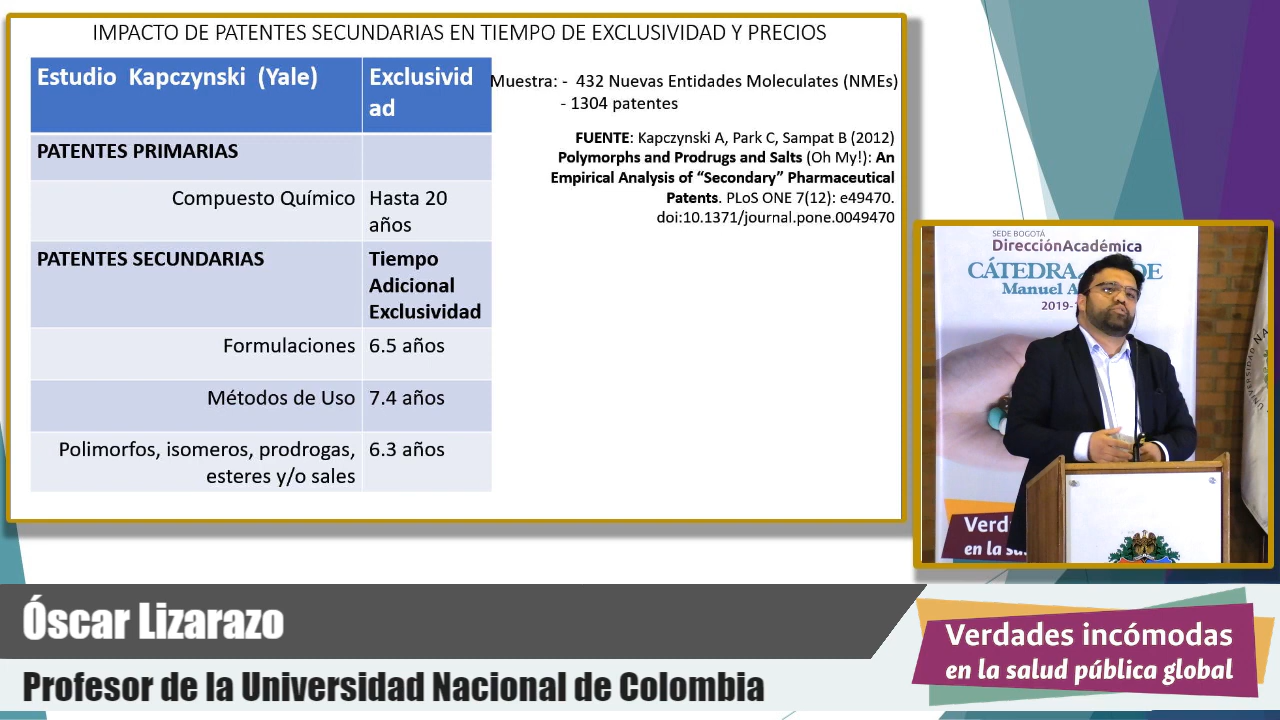 IMPACTO DE PATENTES SECUNDARIAS EN TIEMPO DE EXCLUSIVIDAD Y PRECIOS
Estudio Kapczynski (Yale)
Exclusivid
ad
PATENTES PRIMARIAS
Compuesto Químico
Hasta 20
años
PATENTES SECUNDARIAS
Tiempo
Adicional
Exclusividad
Formulaciones
6.5 años
Métodos de Uso
7.4 años
Polimorfos, isomeros, prodrogas,
esteres y/o sales
6.3 años
Muestra: - 432 Nuevas Entidades Moleculates (NMEs)
- 1304 patentes
FUENTE: Kapczynski A, Park C, Sampat B (2012)
Polymorphs and Prodrugs and Salts (Oh My!): An
Empirical Analysis of “Secondary” Pharmaceutical
Patents. PLoS ONE 7(12): e49470.
doi:10.1371/journal.pone.0049470
SEDE BOGOTÁ
DirecciónAcadémica
CÁTEDRA DE
Manuel A
2019-
Verd
en la sa
Óscar Lizarazo
Profesor de la Universidad Nacional de Colombia
Verdades incómodas
en la salud pública global